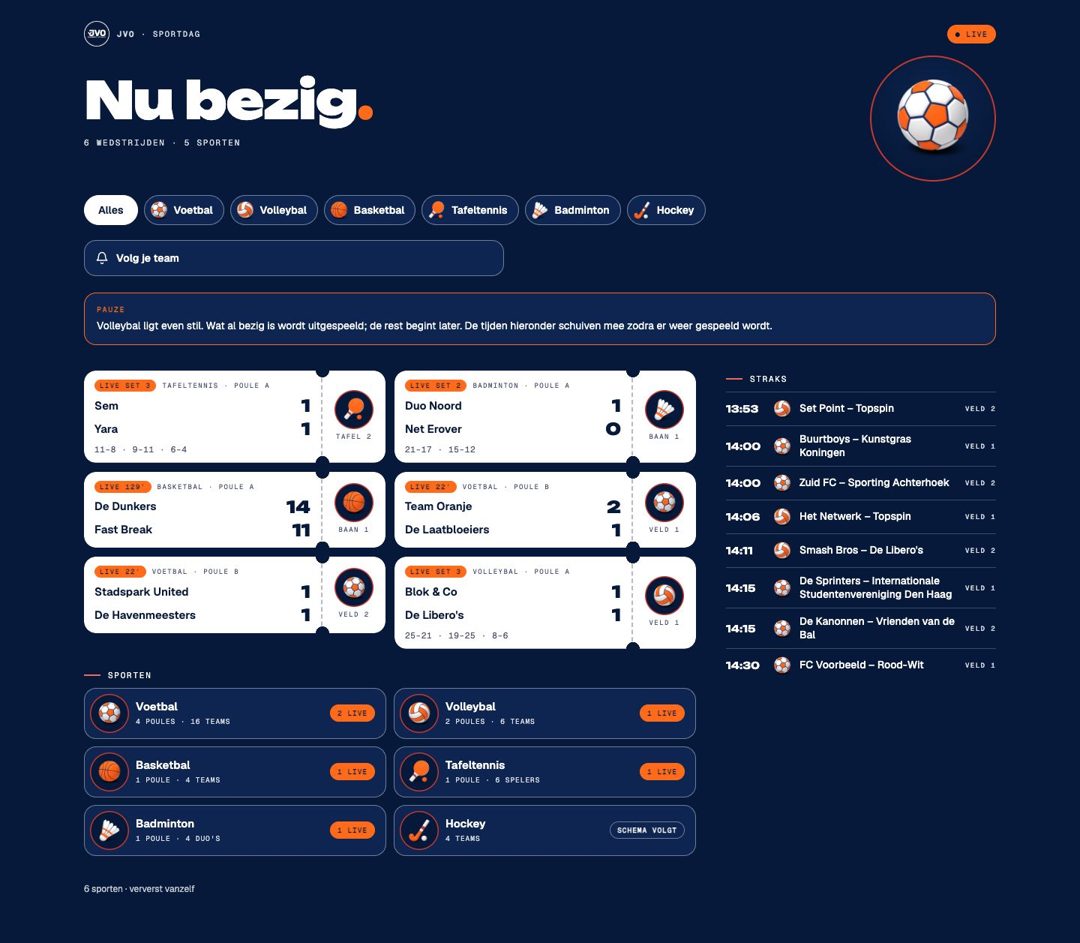 JVO JVO · SPORTDAG
LIVE
Nu bezig.
6 WEDSTRIJDEN · 5 SPORTEN
Alles
Voetbal
Volleybal
Basketbal
Tafeltennis
Badminton
Hockey
Volg je team
PAUZE
Volleybal ligt even stil. Wat al bezig is wordt uitgespeeld; de rest begint later. De tijden hieronder schuiven mee zodra er weer gespeeld wordt.
LIVE SET 3 TAFELTENNIS · POULE A
Sem 1
Yara 1
11–8 · 9–11 · 6–4
TAFEL 2
LIVE SET 2 BADMINTON · POULE A
Duo Noord 1
Net Erover 0
21–17 · 15–12
BAAN 1
LIVE 129' BASKETBAL · POULE A
De Dunkers 14
Fast Break 11
BAAN 1
LIVE 22' VOETBAL · POULE B
Team Oranje 2
De Laatbloeiers 1
VELD 1
LIVE 22' VOETBAL · POULE B
Stadspark United 1
De Havenmeesters 1
VELD 2
LIVE SET 3 VOLLEYBAL · POULE A
Blok & Co 1
De Libero's 1
25–21 · 19–25 · 8–6
VELD 1
STRAKS
13:53 Set Point – Topspin VELD 2
14:00 Buurtboys – Kunstgras
Koningen VELD 1
14:00 Zuid FC – Sporting Achterhoek VELD 2
14:06 Het Netwerk – Topspin VELD 1
14:11 Smash Bros – De Libero's VELD 2
14:15 De Sprinters – Internationale
Studentenvereniging Den Haag VELD 1
14:15 De Kanonnen – Vrienden van de
Bal VELD 2
14:30 FC Voorbeeld – Rood-Wit VELD 1
SPORTEN
Voetbal
4 POULES · 16 TEAMS
2 LIVE
Volleybal
2 POULES · 6 TEAMS
1 LIVE
Basketbal
1 POULE · 4 TEAMS
1 LIVE
Tafeltennis
1 POULE · 6 SPELERS
1 LIVE
Badminton
1 POULE · 4 DUO'S
1 LIVE
Hockey
4 TEAMS
SCHEMA VOLGT
6 sporten · ververst vanzelf